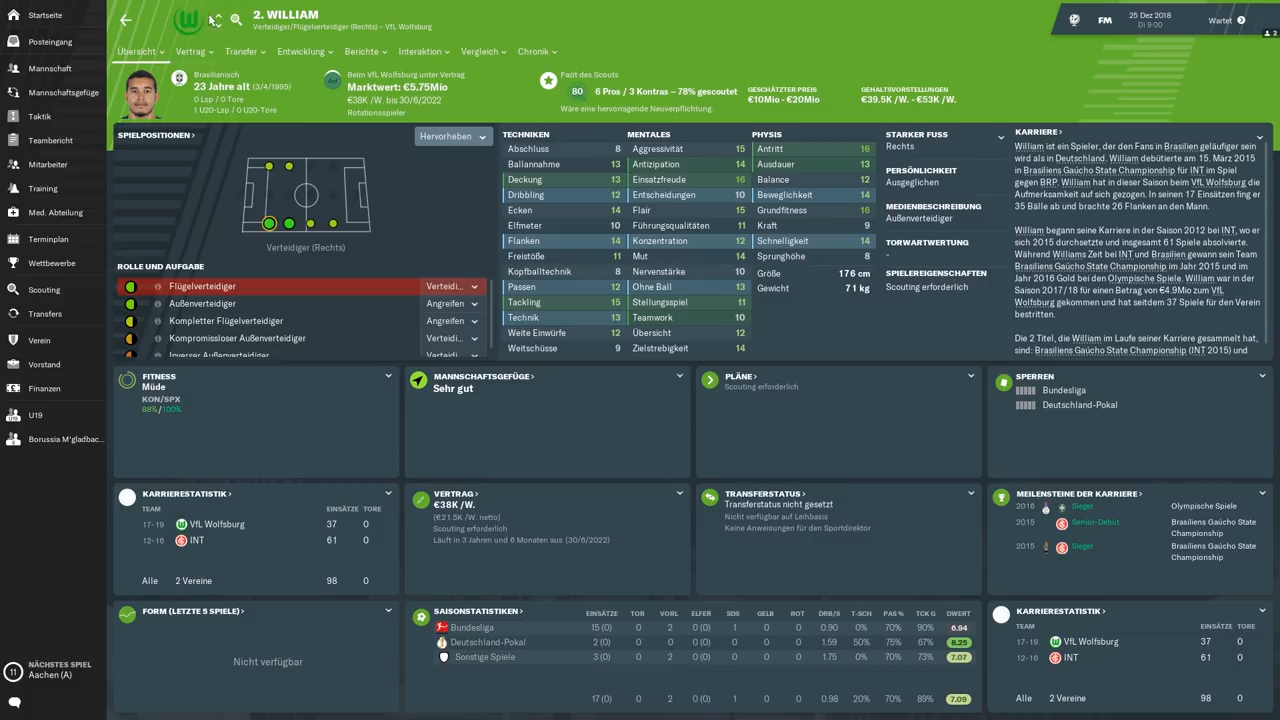 Startseite
Posteingang
Mannschaft
Mannschaftsgefüge
Taktik
Teambericht
Mitarbeiter
Training
Med. Abteilung
Terminplan
Wettbewerbe
Scouting
Transfers
Verein
Vorstand
Finanzen
U19
Borussia M'gladbac...
NÄCHSTES SPIEL
Aachen (A)
2. WILLIAM
Verteidiger/Flügelverteidiger (Rechts) – VfL Wolfsburg
FM
25 Dez 2018
Di 9:00
Wartet
2
Übersicht Vertrag Transfer Entwicklung Berichte Interaktion Vergleich Chronik
Brasilianisch
23 Jahre alt (3/4/1995)
0 Lsp / 0 Tore
1 U20-Lsp / 0 U20-Tore
Anf
Beim VfL Wolfsburg unter Vertrag
Marktwert: €5.75Mio
€38K /W. bis 30/6/2022
Rotationsspieler
Fazit des Scouts
80 6 Pros / 3 Kontras – 78% gescoutet
Wäre eine hervorragende Neuverpflichtung.
GESCHÄTZTER PREIS
€10Mio - €20Mio
GEHALTSVORSTELLUNGEN
€39.5K /W. - €53K /W.
SPIELPOSITIONEN
Hervorheben
Verteidiger (Rechts)
ROLLE UND AUFGABE
Flügelverteidiger Verteidi...
Außenverteidiger Angreifen
Kompletter Flügelverteidiger Angreifen
Kompromissloser Außenverteidiger Verteidi...
Inverser Außenverteidiger Verteidi...
TECHNIKEN
Abschluss 8
Ballannahme 13
Deckung 13
Dribbling 12
Ecken 14
Elfmeter 10
Flanken 14
Freistöße 11
Kopfballtechnik 8
Passen 12
Tackling 15
Technik 13
Weite Einwürfe 12
Weitschüsse 9
MENTALES
Aggressivität 15
Antizipation 14
Einsatzfreude 16
Entscheidungen 10
Flair 15
Führungsqualitäten 11
Konzentration 12
Mut 14
Nervenstärke 10
Ohne Ball 13
Stellungsspiel 11
Teamwork 10
Übersicht 12
Zielstrebigkeit 14
PHYSIS
Antritt 16
Ausdauer 13
Balance 12
Beweglichkeit 14
Grundfitness 16
Kraft 9
Schnelligkeit 14
Sprunghöhe 8
Größe 176 cm
Gewicht 71 kg
STARKER FUSS
Rechts
PERSÖNLICHKEIT
Ausgeglichen
MEDIENBESCHREIBUNG
Außenverteidiger
TORWARTWERTUNG
-
SPIELEREIGENSCHAFTEN
Scouting erforderlich
KARRIERE
William ist ein Spieler, der den Fans in Brasilien geläufiger sein
wird als in Deutschland. William debütierte am 15. März 2015 in
Brasiliens Gaúcho State Championship für INT im Spiel
gegen BRP. William hat in dieser Saison beim VfL Wolfsburg die
Aufmerksamkeit auf sich gezogen. In seinen 17 Einsätzen fing er
35 Bälle ab und brachte 26 Flanken an den Mann.
William begann seine Karriere in der Saison 2012 bei INT, wo er
sich 2015 durchsetzte und insgesamt 61 Spiele absolvierte.
Während Williams Zeit bei INT und Brasilien gewann sein Team
Brasiliens Gaúcho State Championship im Jahr 2015 und im
Jahr 2016 Gold bei den Olympischen Spielen. William war in der
Saison 2017/18 für einen Betrag von €4.9Mio zum VfL
Wolfsburg gekommen und hat seitdem 37 Spiele für den Verein
bestritten.
Die 2 Titel, die William im Laufe seiner Karriere gesammelt hat,
sind: Brasiliens Gaúcho State Championship (INT 2015) und
FITNESS
Müde
KON/SPX
88%/100%
MANNSCHAFTSGEFÜGE
Sehr gut
PLÄNE
Scouting erforderlich
SPERREN
Bundesliga
Deutschland-Pokal
KARRIERESTATISTIK
TEAM EINSÄTZE TORE
17-19 VfL Wolfsburg 37 0
12-16 INT 61 0
Alle 2 Vereine 98 0
VERTRAG
€38K /W.
(€21.5K /W. netto)
Scouting erforderlich
Läuft in 3 Jahren und 6 Monaten aus (30/6/2022)
TRANSFERSTATUS
Transferstatus nicht gesetzt
Nicht verfügbar auf Leihbasis
Keine Anweisungen für den Sportdirektor
MEILENSTEINE DER KARRIERE
2016 Sieger Olympische Spiele
2015 Senior-Debüt Brasiliens Gaúcho State
Championship
2015 Sieger Brasiliens Gaúcho State
Championship
FORM (LETZTE 5 SPIELE)
Nicht verfügbar
SAISONSTATISTIKEN EINSÄTZE TOR VORL ELFER SDS GELB ROT DRB/S T-SCH PAS % TCK G DWERT
Bundesliga 15 (0) 0 2 0 (0) 1 0 0 0.90 0% 70% 90% 6.94
Deutschland-Pokal 2 (0) 0 0 0 (0) 0 0 0 1.59 50% 75% 67% 8.25
Sonstige Spiele 3 (0) 0 0 0 (0) 0 0 0 1.75 0% 70% 73% 7.07
17 (0) 0 2 0 (0) 1 0 0 0.98 20% 70% 89% 7.09
KARRIERESTATISTIK
TEAM EINSÄTZE TORE
17-19 VfL Wolfsburg 37 0
12-16 INT 61 0
Alle 2 Vereine 98 0